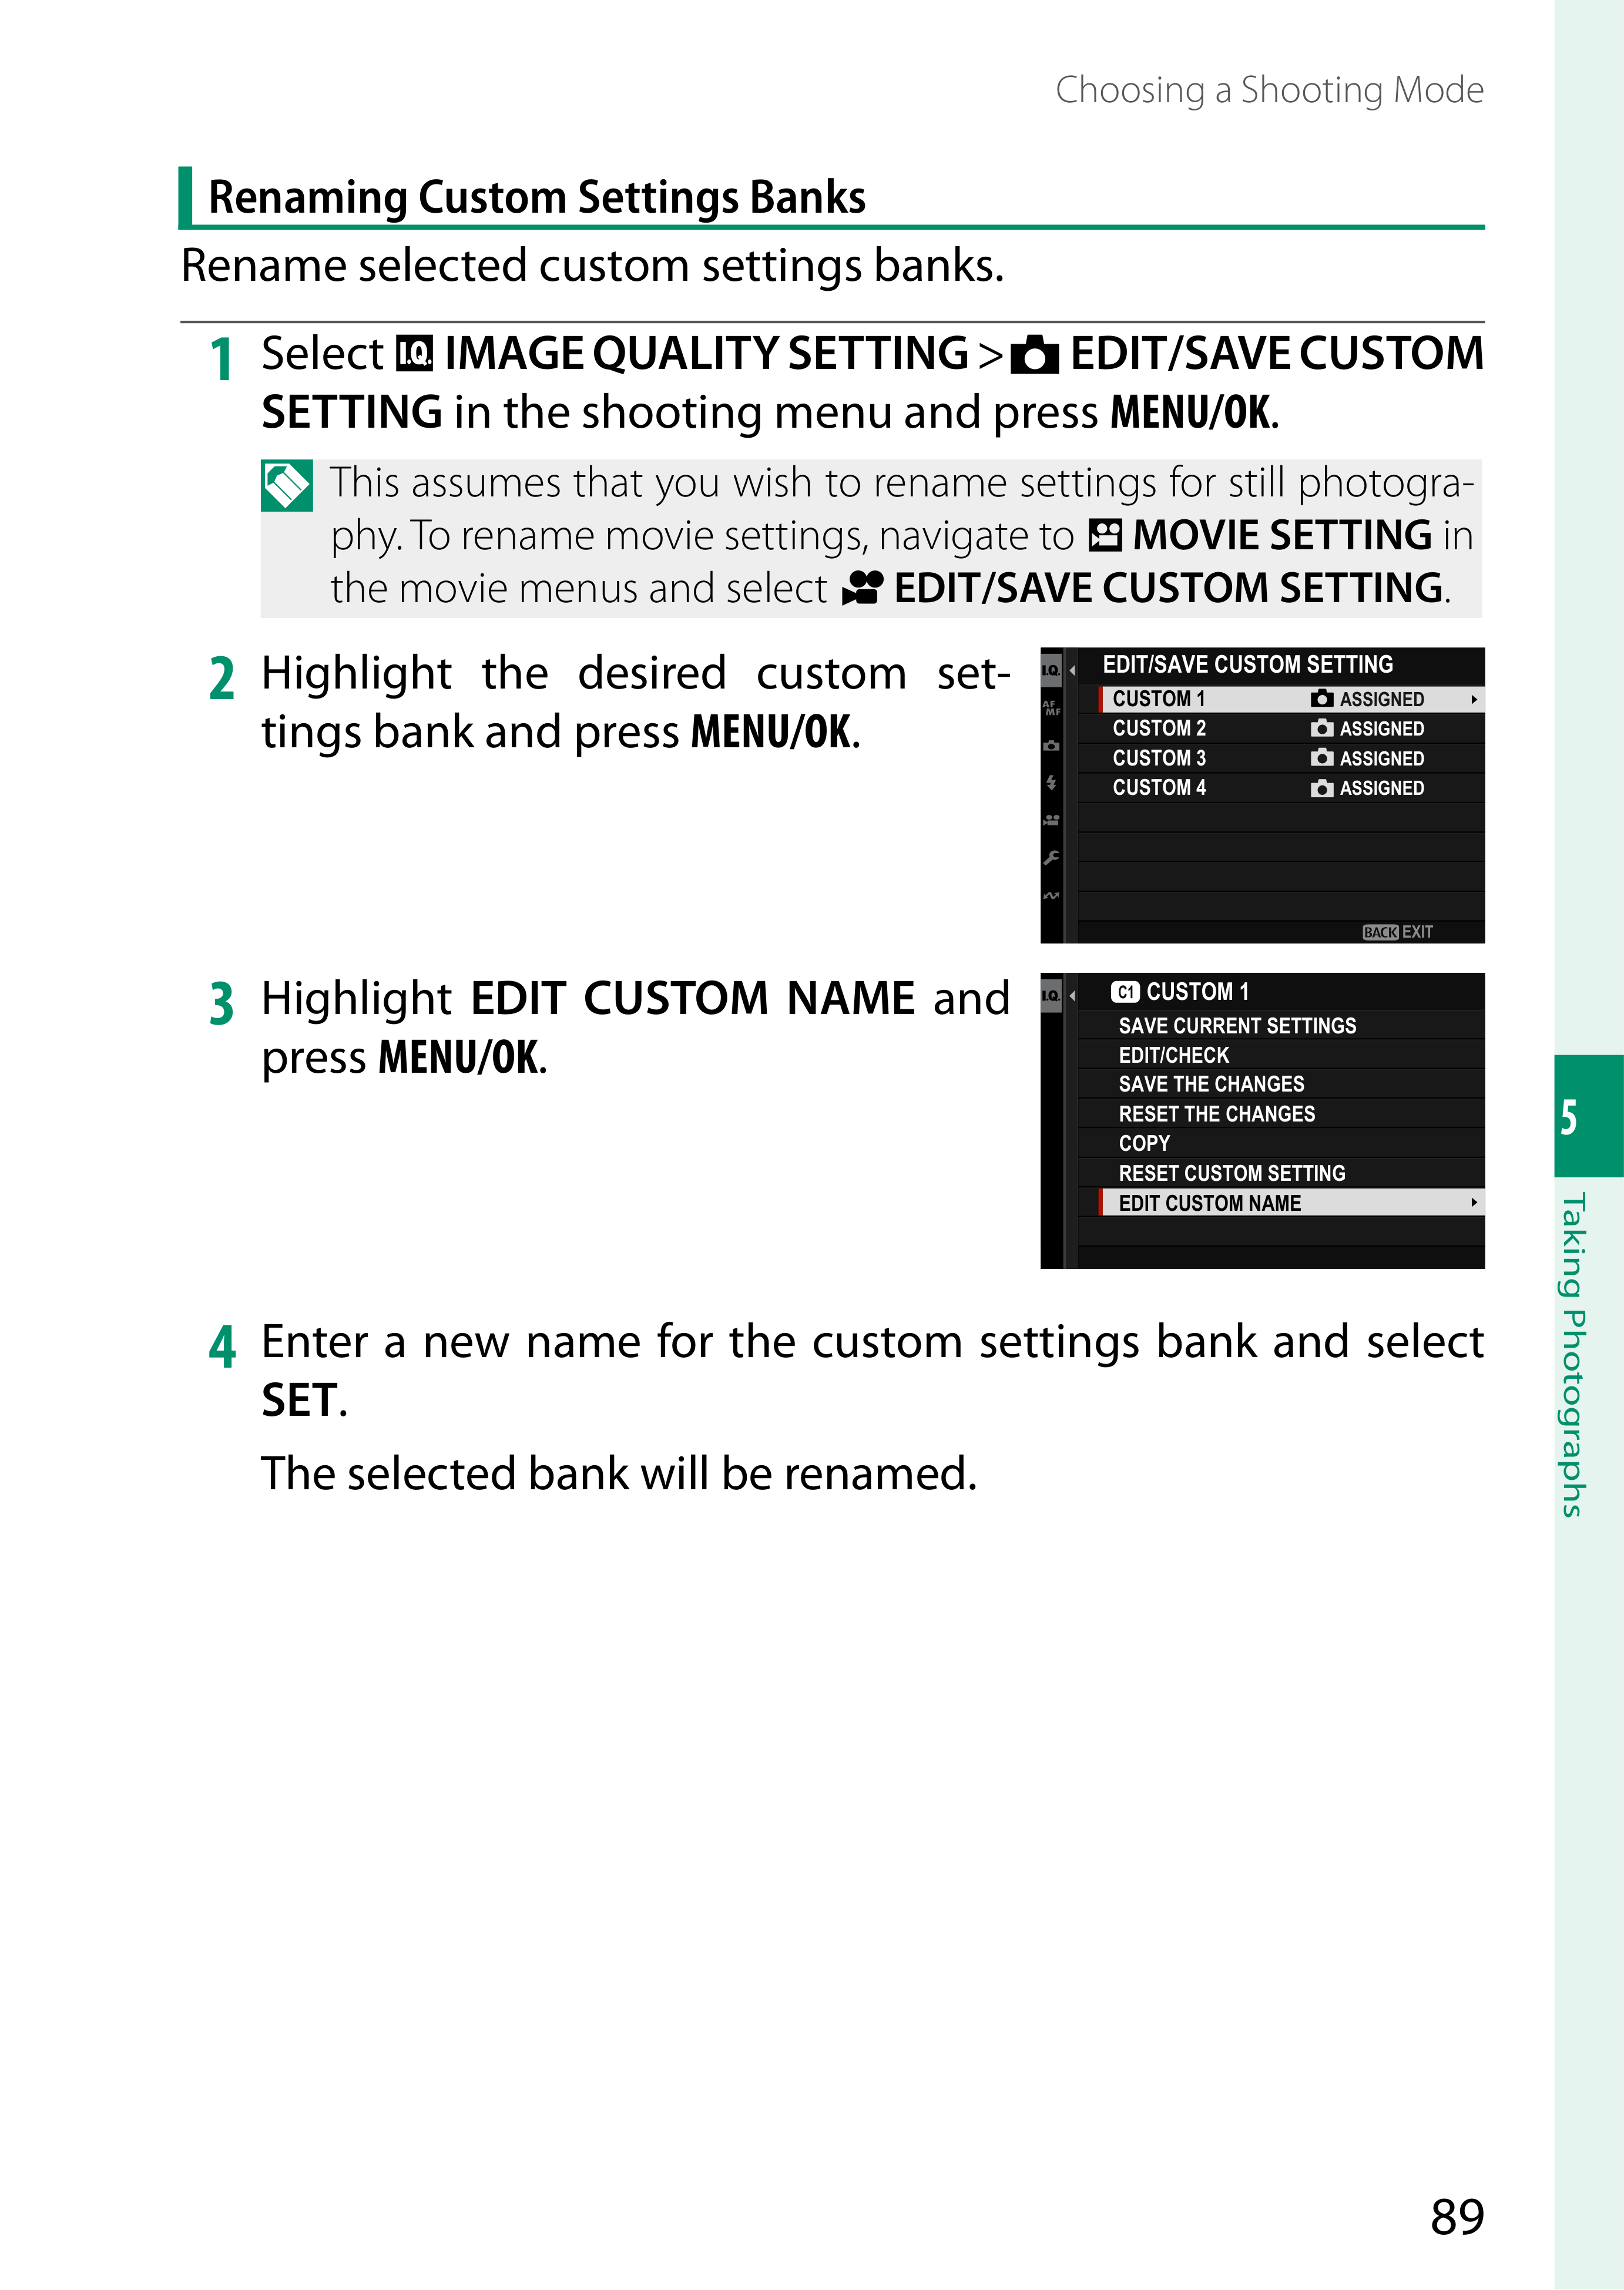 Choosing a Shooting Mode
Renaming Custom Settings Banks
Rename selected custom settings banks.
1 Select I.Q. IMAGE QUALITY SETTING > EDIT/SAVE CUSTOM
SETTING in the shooting menu and press MENU/OK.
This assumes that you wish to rename settings for still photogra-
phy. To rename movie settings, navigate to MOVIE SETTING in
the movie menus and select EDIT/SAVE CUSTOM SETTING.
2 Highlight the desired custom set-
tings bank and press MENU/OK.
I.Q. EDIT/SAVE CUSTOM SETTING
CUSTOM 1 ASSIGNED
AF
MF
CUSTOM 2 ASSIGNED
CUSTOM 3 ASSIGNED
CUSTOM 4 ASSIGNED
BACK EXIT
3 Highlight EDIT CUSTOM NAME and
press MENU/OK.
I.Q. C1 CUSTOM 1
SAVE CURRENT SETTINGS
EDIT/CHECK
SAVE THE CHANGES
RESET THE CHANGES
COPY
RESET CUSTOM SETTING
EDIT CUSTOM NAME
4 Enter a new name for the custom settings bank and select
SET.
The selected bank will be renamed.
5
Taking Photographs
89